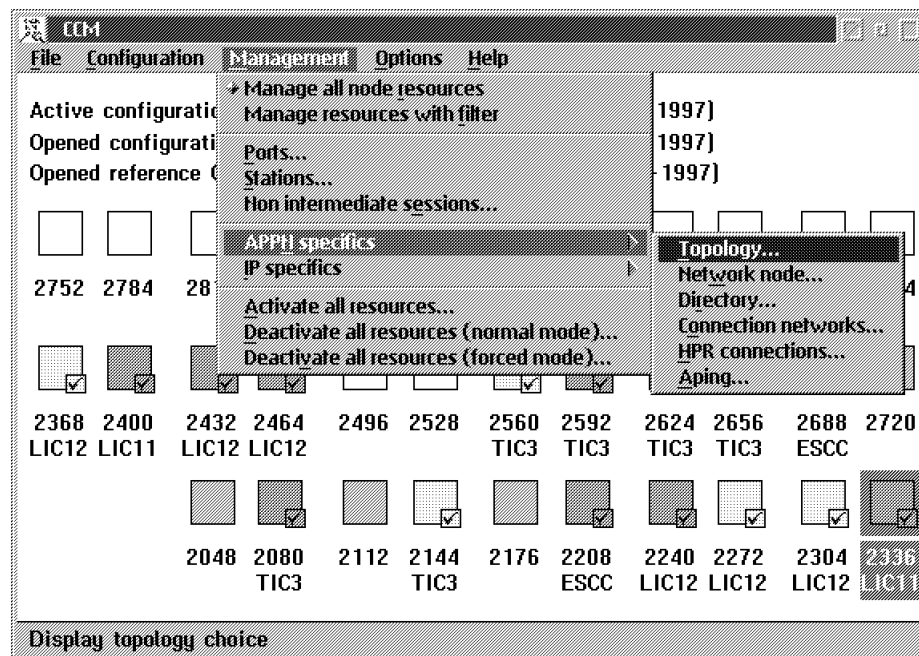 CCM
File Configuration Management Options Help
Manage all node resources
Manage resources with filter
Active configuratio 1997)
Opened configurati 1997)
Opened reference 1997)
Ports...
Stations...
Non intermediate sessions...
APPN specifics
IP specifics
Activate all resources...
Deactivate all resources (normal mode)...
Deactivate all resources (forced mode)...
Topology...
Network node...
Directory...
Connection networks...
HPR connections...
Aping...
2752 2784 28
2368 2400 2432 2464 2496 2528 2560 2592 2624 2656 2688 2720
LIC12 LIC11 LIC12 LIC12 TIC3 TIC3 TIC3 TIC3 ESCC
2048 2080 2112 2144 2176 2208 2240 2272 2304 2336
TIC3 TIC3 ESCC LIC12 LIC12 LIC12 LIC11
Display topology choice